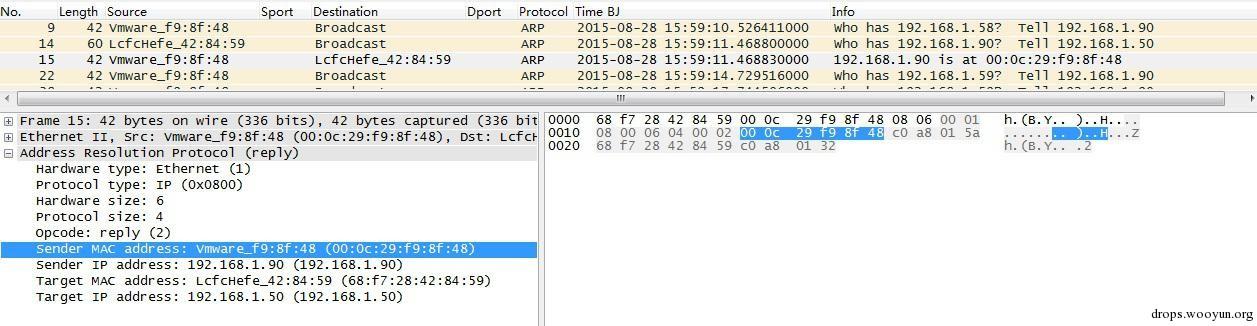 No. Length Source Sport Destination Dport Protocol Time BJ Info
9 42 Vmware_f9:8f:48 Broadcast ARP 2015-08-28 15:59:10.526411000 Who has 192.168.1.58? Tell 192.168.1.90
14 60 LcfcHefe_42:84:59 Broadcast ARP 2015-08-28 15:59:11.468800000 Who has 192.168.1.90? Tell 192.168.1.50
15 42 Vmware_f9:8f:48 LcfcHefe_42:84:59 ARP 2015-08-28 15:59:11.468830000 192.168.1.90 is at 00:0c:29:f9:8f:48
22 42 Vmware_f9:8f:48 Broadcast ARP 2015-08-28 15:59:14.729516000 Who has 192.168.1.59? Tell 192.168.1.90
Frame 15: 42 bytes on wire (336 bits), 42 bytes captured (336 bit
Ethernet II, Src: Vmware_f9:8f:48 (00:0c:29:f9:8f:48), Dst: LcfcH
Address Resolution Protocol (reply)
Hardware type: Ethernet (1)
Protocol type: IP (0x0800)
Hardware size: 6
Protocol size: 4
Opcode: reply (2)
Sender MAC address: Vmware_f9:8f:48 (00:0c:29:f9:8f:48)
Sender IP address: 192.168.1.90 (192.168.1.90)
Target MAC address: LcfcHefe_42:84:59 (68:f7:28:42:84:59)
Target IP address: 192.168.1.50 (192.168.1.50)
0000 68 f7 28 42 84 59 00 0c 29 f9 8f 48 08 06 00 01 h.(B.Y.. )..H....
0010 08 00 06 04 00 02 00 0c 29 f9 8f 48 c0 a8 01 5a ........ )..H...Z
0020 68 f7 28 42 84 59 c0 a8 01 32 h.(B.Y.. .2
drops.wooyun.org